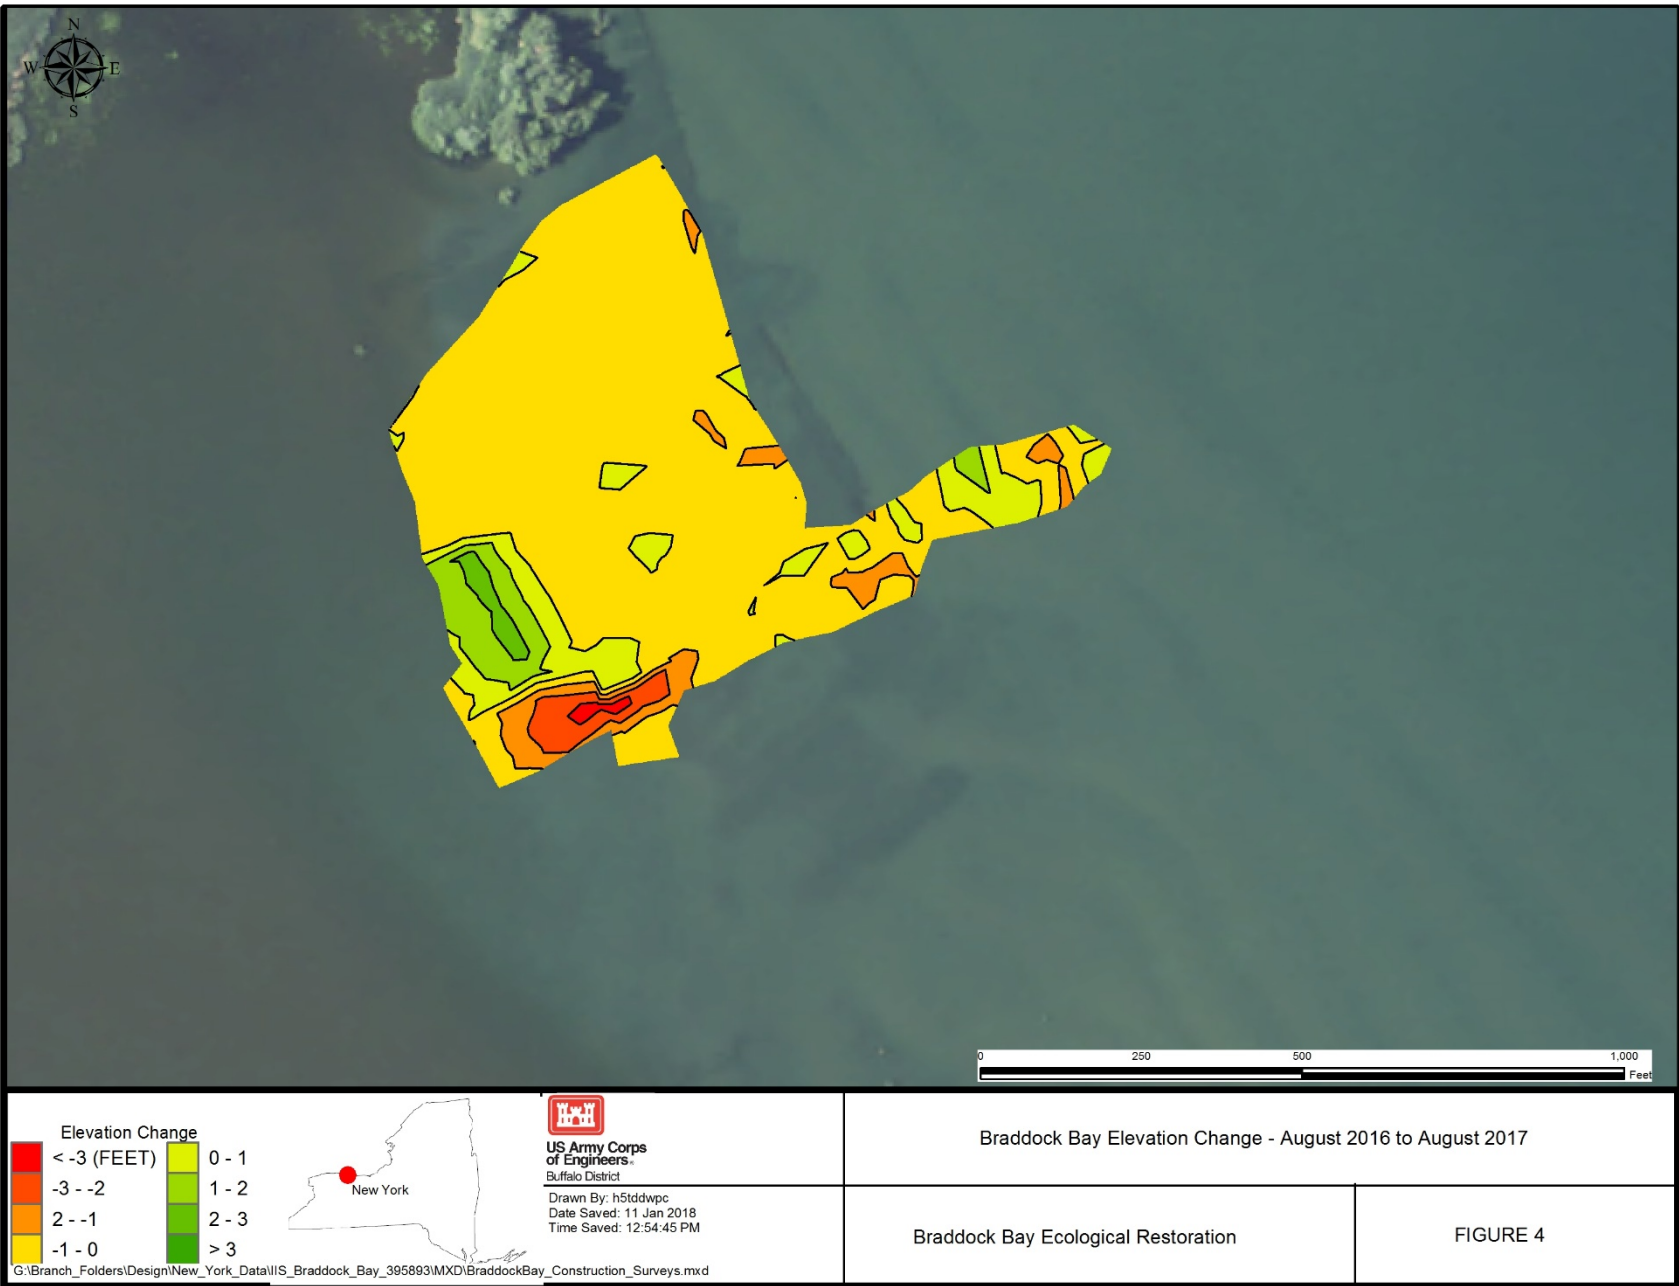 N
W E
S
0 250 500 1,000
Feet
Elevation Change
< -3 (FEET)
-3 - -2
2 - -1
-1 - 0
0 - 1
1 - 2
2 - 3
> 3
New York
G:\Branch_Folders\Design\New_York_Data\IIS_Braddock_Bay_395893\MXD\BraddockBay_Construction_Surveys.mxd
US Army Corps
of Engineers®
Buffalo District
Drawn By: h5tddwpc
Date Saved: 11 Jan 2018
Time Saved: 12:54:45 PM
Braddock Bay Elevation Change - August 2016 to August 2017
Braddock Bay Ecological Restoration
FIGURE 4